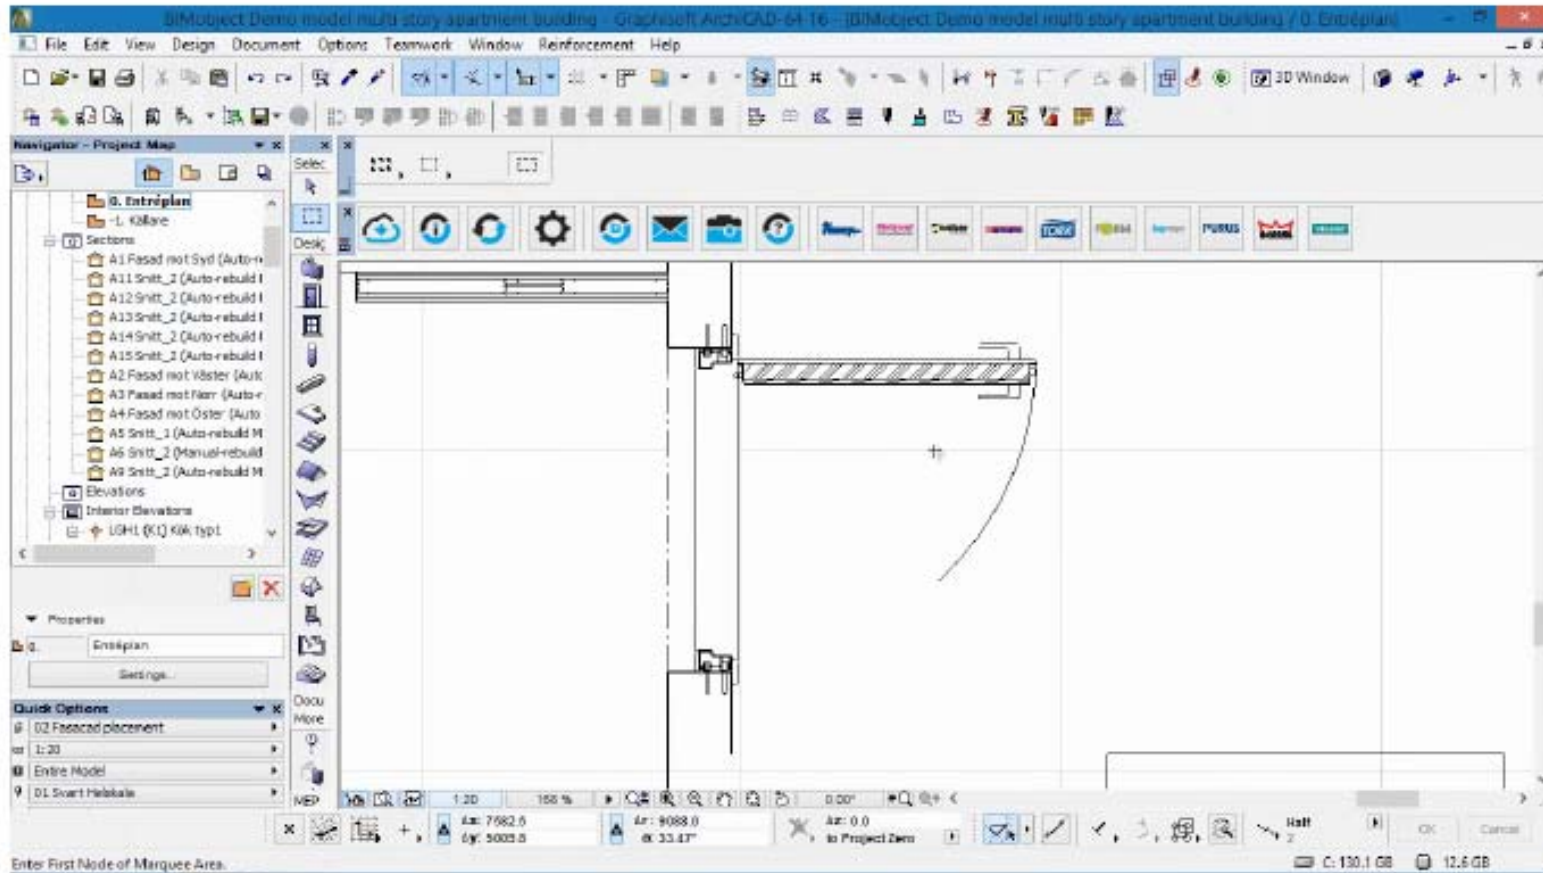 BIMobject Demo model multi story apartment building - Graphisoft ArchiCAD-64 16 - [BIMobject Demo model multi story apartment building / 0. Entréplan]
File Edit View Design Document Options Teamwork Window Reinforcement Help
3D Window
Navigator - Project Map
Selec
0. Entréplan
-1. Källare
Sections
Desig
TORK
PURUS
A1 Fasad mot Syd (Auto-r
A11 Snitt_2 (Auto-rebuild
A12 Snitt_2 (Auto-rebuild
A13 Snitt_2 (Auto-rebuild
A14 Snitt_2 (Auto-rebuild
A15 Snitt_2 (Auto-rebuild
A2 Fasad mot Väster (Auto
A3 Fasad mot Norr (Auto-r
A4 Fasad mot Öster (Auto
A5 Snitt_1 (Auto-rebuild M
A6 Snitt_2 (Manual-rebuild
A9 Snitt_2 (Auto-rebuild M
Elevations
Interior Elevations
LGH1 (K1) Kök typ1
Properties
0. Entréplan
Settings...
Quick Options
02 Fasacad placement
1:20
Entire Model
01 Svart Helskala
Docu
More
MEP
1:20 166 % 0.00°
Δx: 7582.6
Δy: 5005.8
Δr: 9088.0
α: 33.47°
Δz: 0.0
to Project Zero
Half
2
OK Cancel
Enter First Node of Marquee Area.
C: 130.1 GB 12.6 GB